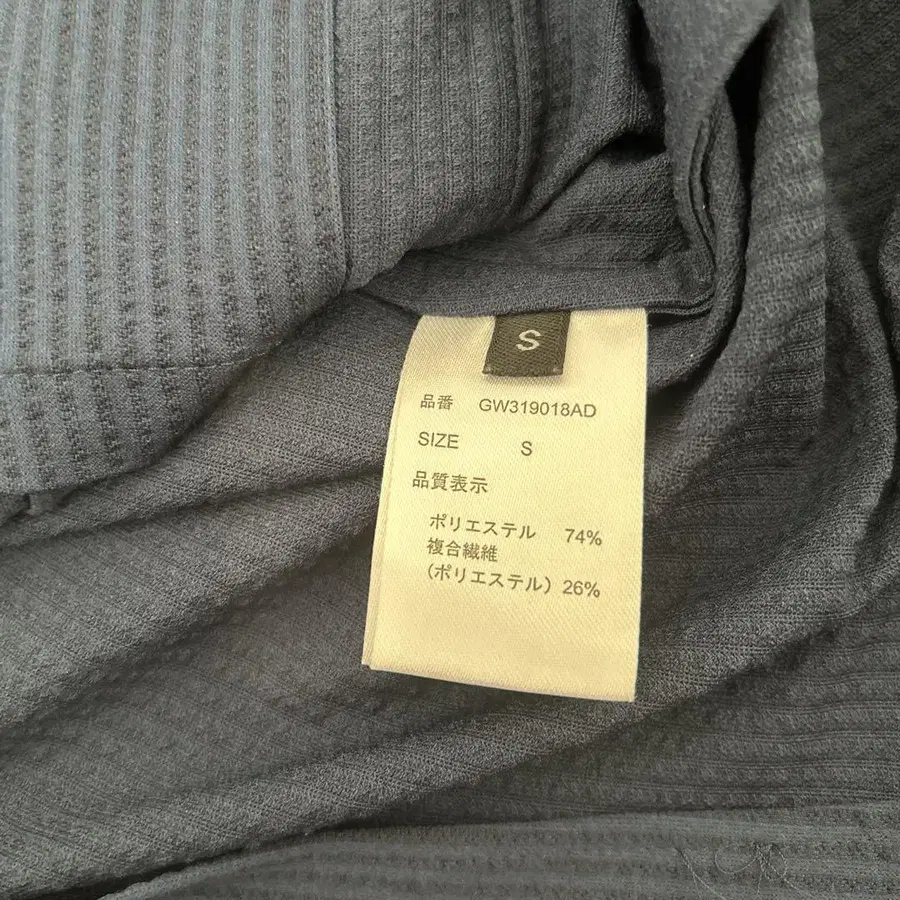 S
品番 GW319018AD
SIZE S
品質表示
ポリエステル 74%
複合繊維
(ポリエステル) 26%